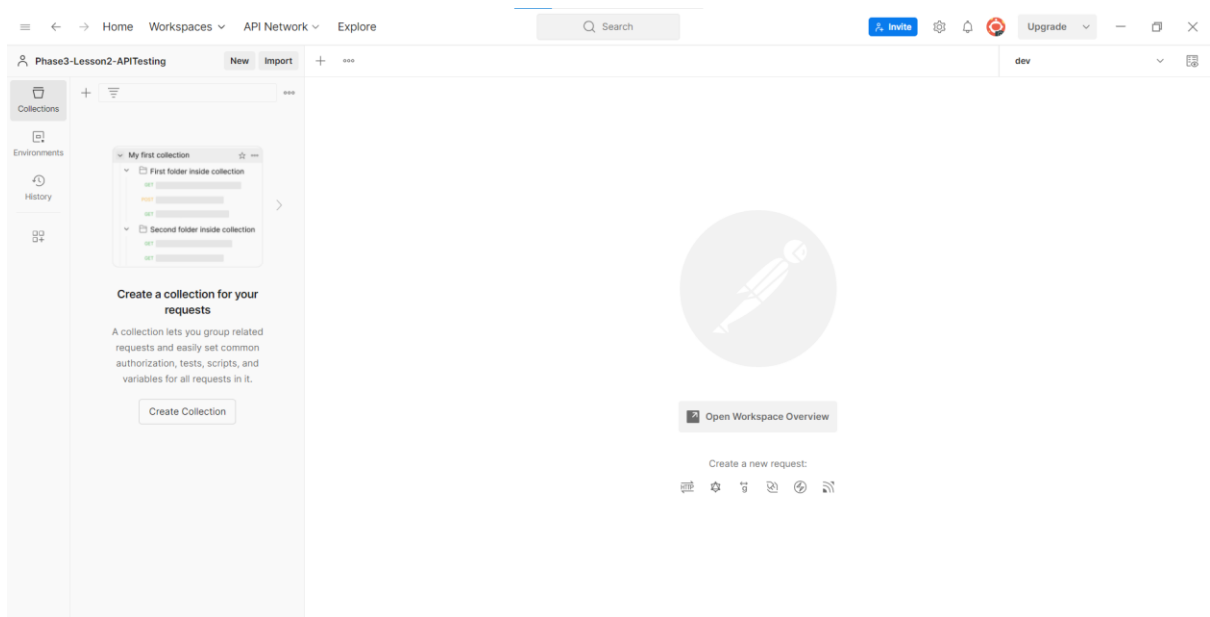 Home Workspaces API Network Explore Search Invite Upgrade
Phase3-Lesson2-APITesting New Import dev
Collections
Environments
History
My first collection
First folder inside collection
GET
POST
GET
Second folder inside collection
GET
GET
Create a collection for your
requests
A collection lets you group related
requests and easily set common
authorization, tests, scripts, and
variables for all requests in it.
Create Collection
Open Workspace Overview
Create a new request:
HTTP
g